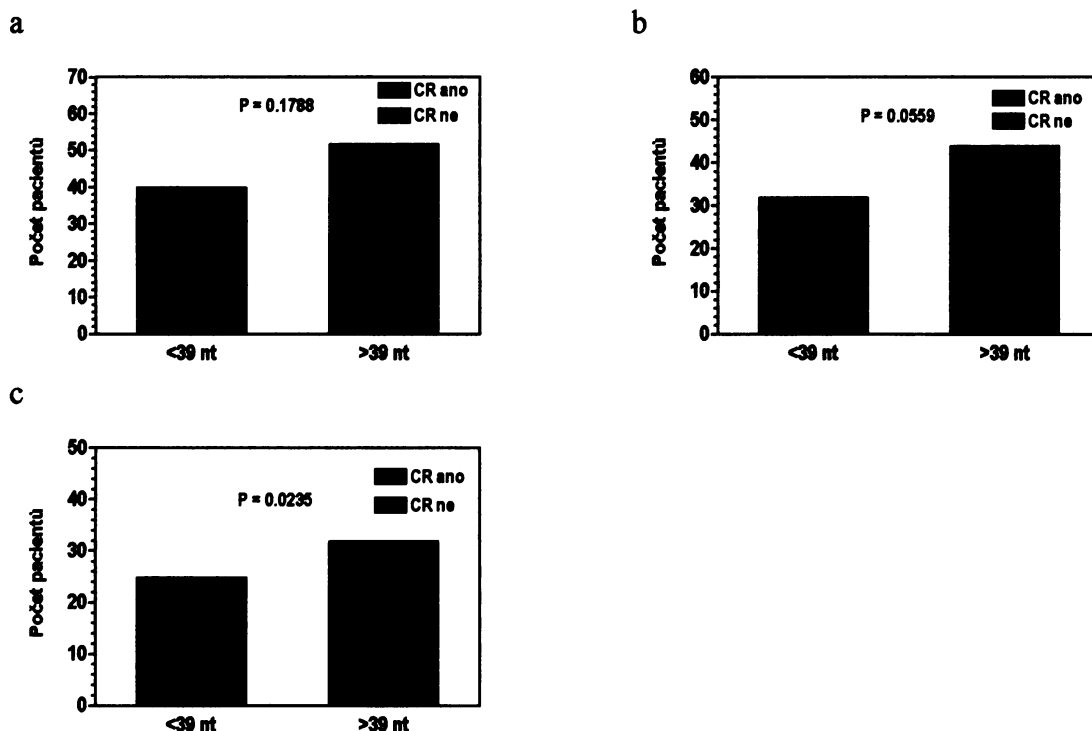 a
70
60
50
40
30
20
10
0
Počet pacientů
P = 0.1788
CR ano
CR ne
<39 nt >39 nt
b
60
50
40
30
20
10
0
Počet pacientů
P = 0.0559
CR ano
CR ne
<39 nt >39 nt
c
50
40
30
20
10
0
Počet pacientů
P = 0.0235
CR ano
CR ne
<39 nt >39 nt